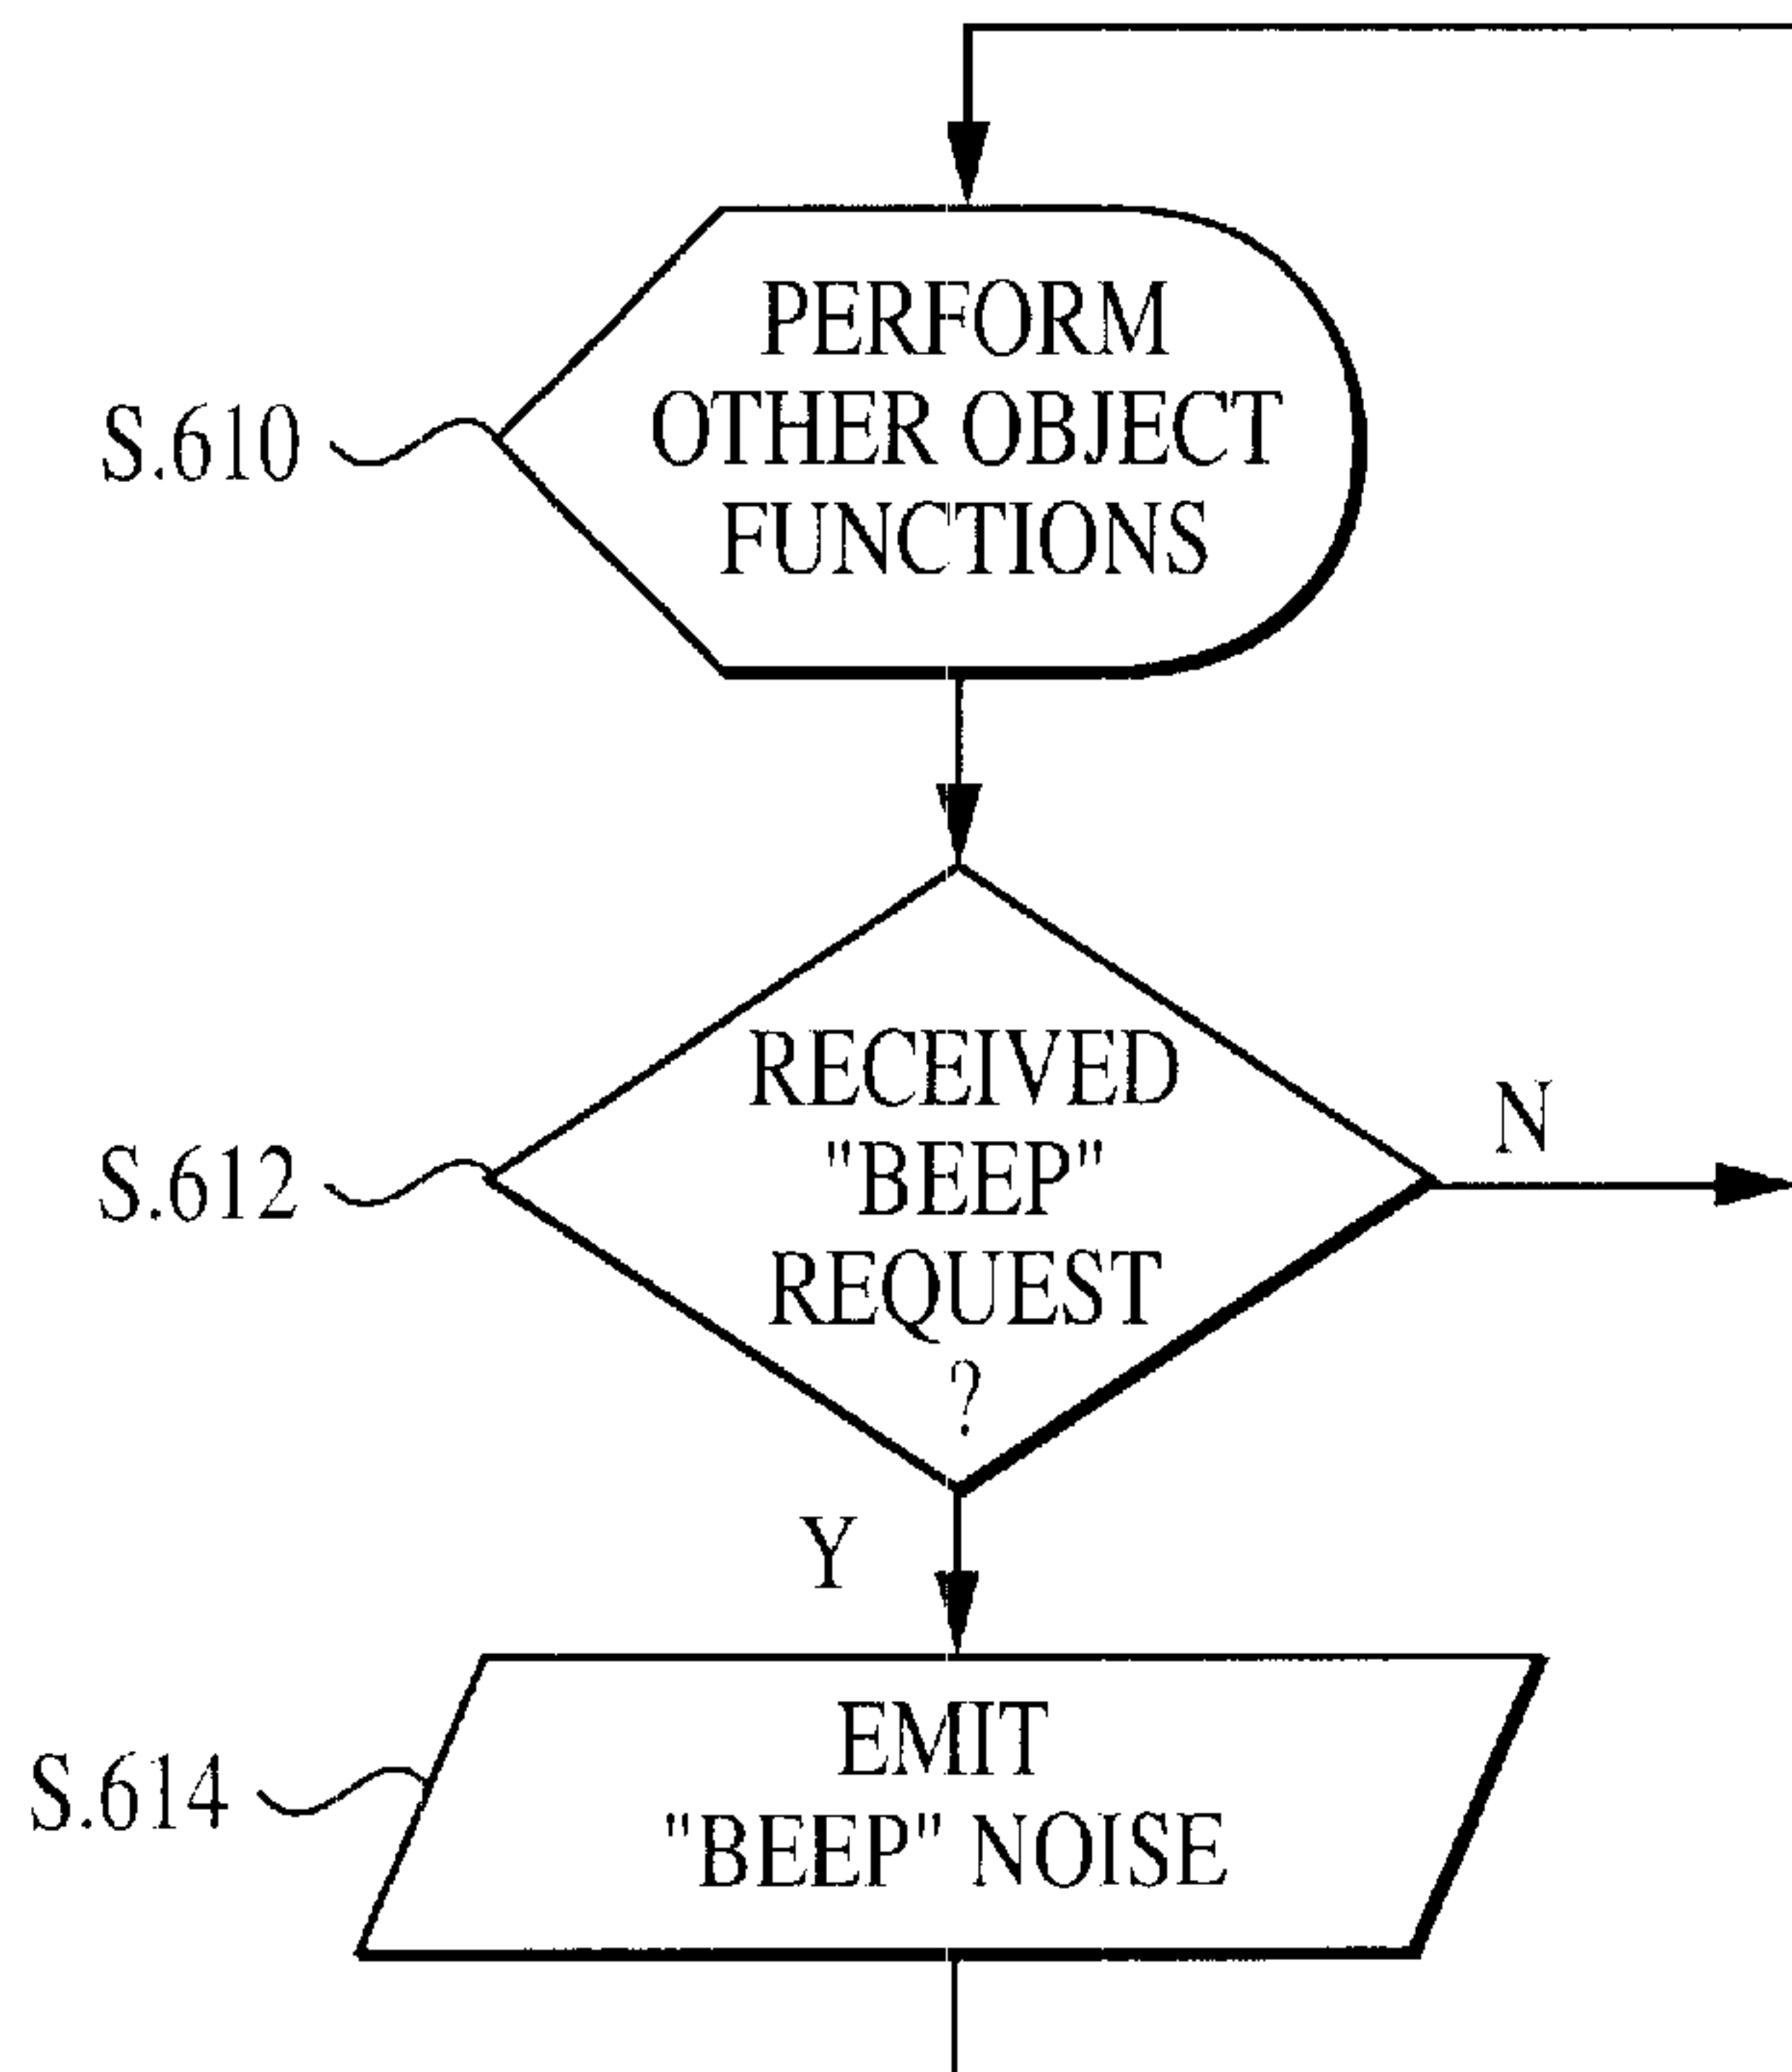 PERFORM
OTHER OBJECT
FUNCTIONS
S.610
RECEIVED
"BEEP"
REQUEST
?
S.612
N
Y
EMIT
"BEEP" NOISE
S.614